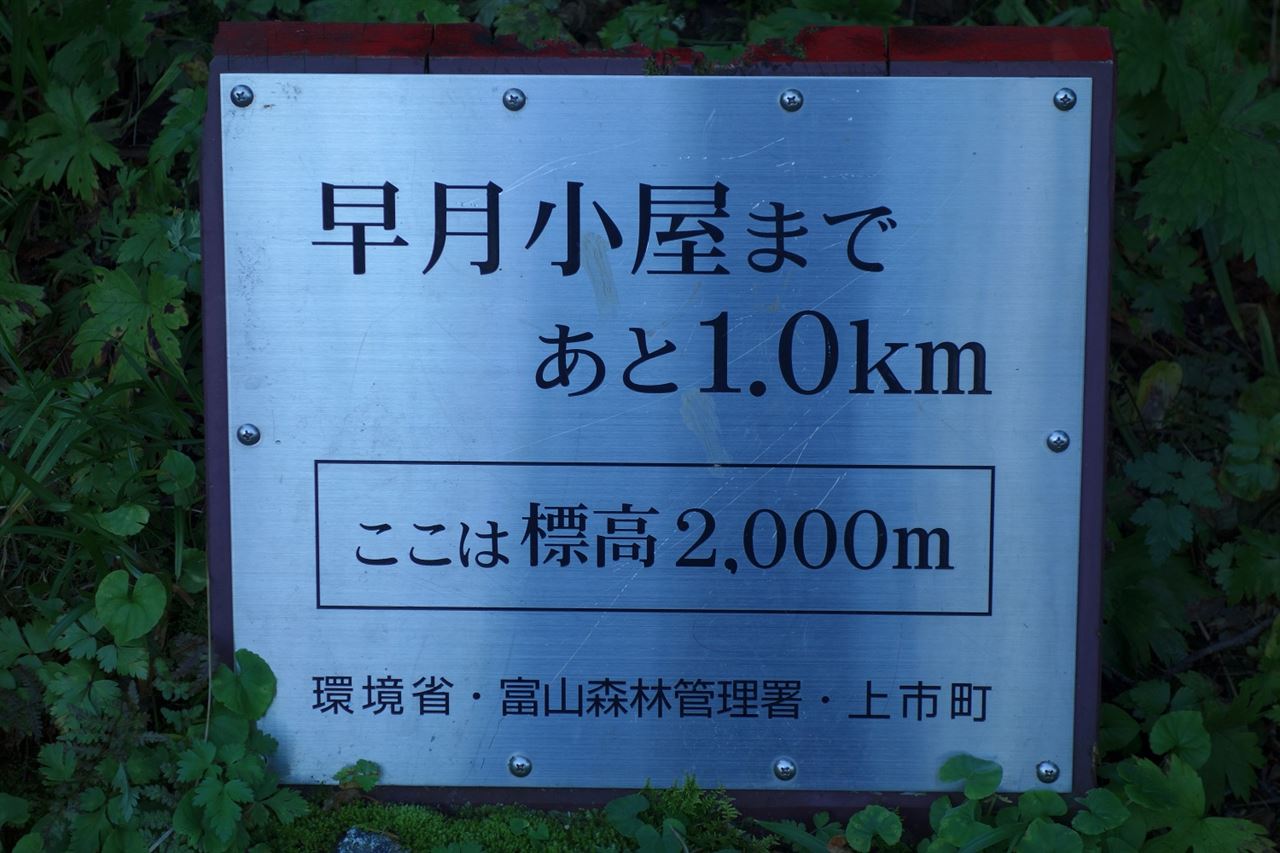 早月小屋まで
あと1.0km
ここは標高2,000m
環境省・富山森林管理署・上市町